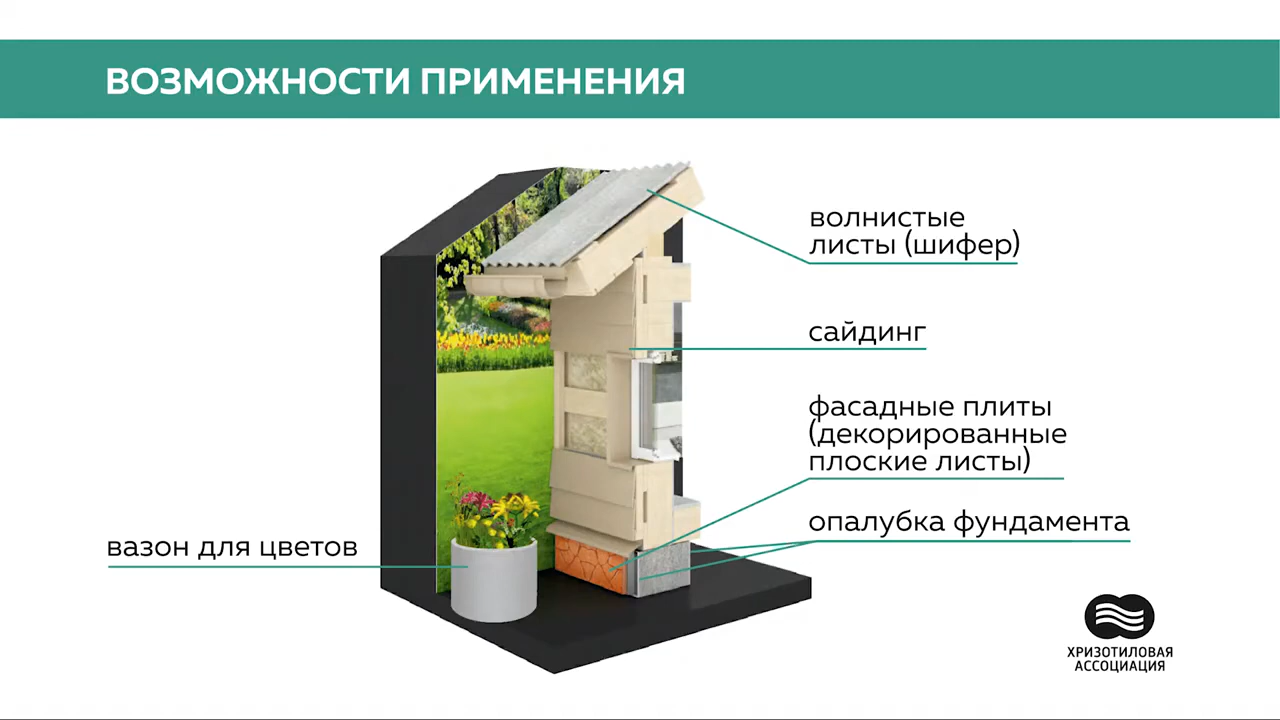 ВОЗМОЖНОСТИ ПРИМЕНЕНИЯ
волнистые
листы (шифер)
сайдинг
фасадные плиты
(декорированные
плоские листы)
опалубка фундамента
вазон для цветов
ХРИЗОТИЛОВАЯ
АССОЦИАЦИЯ